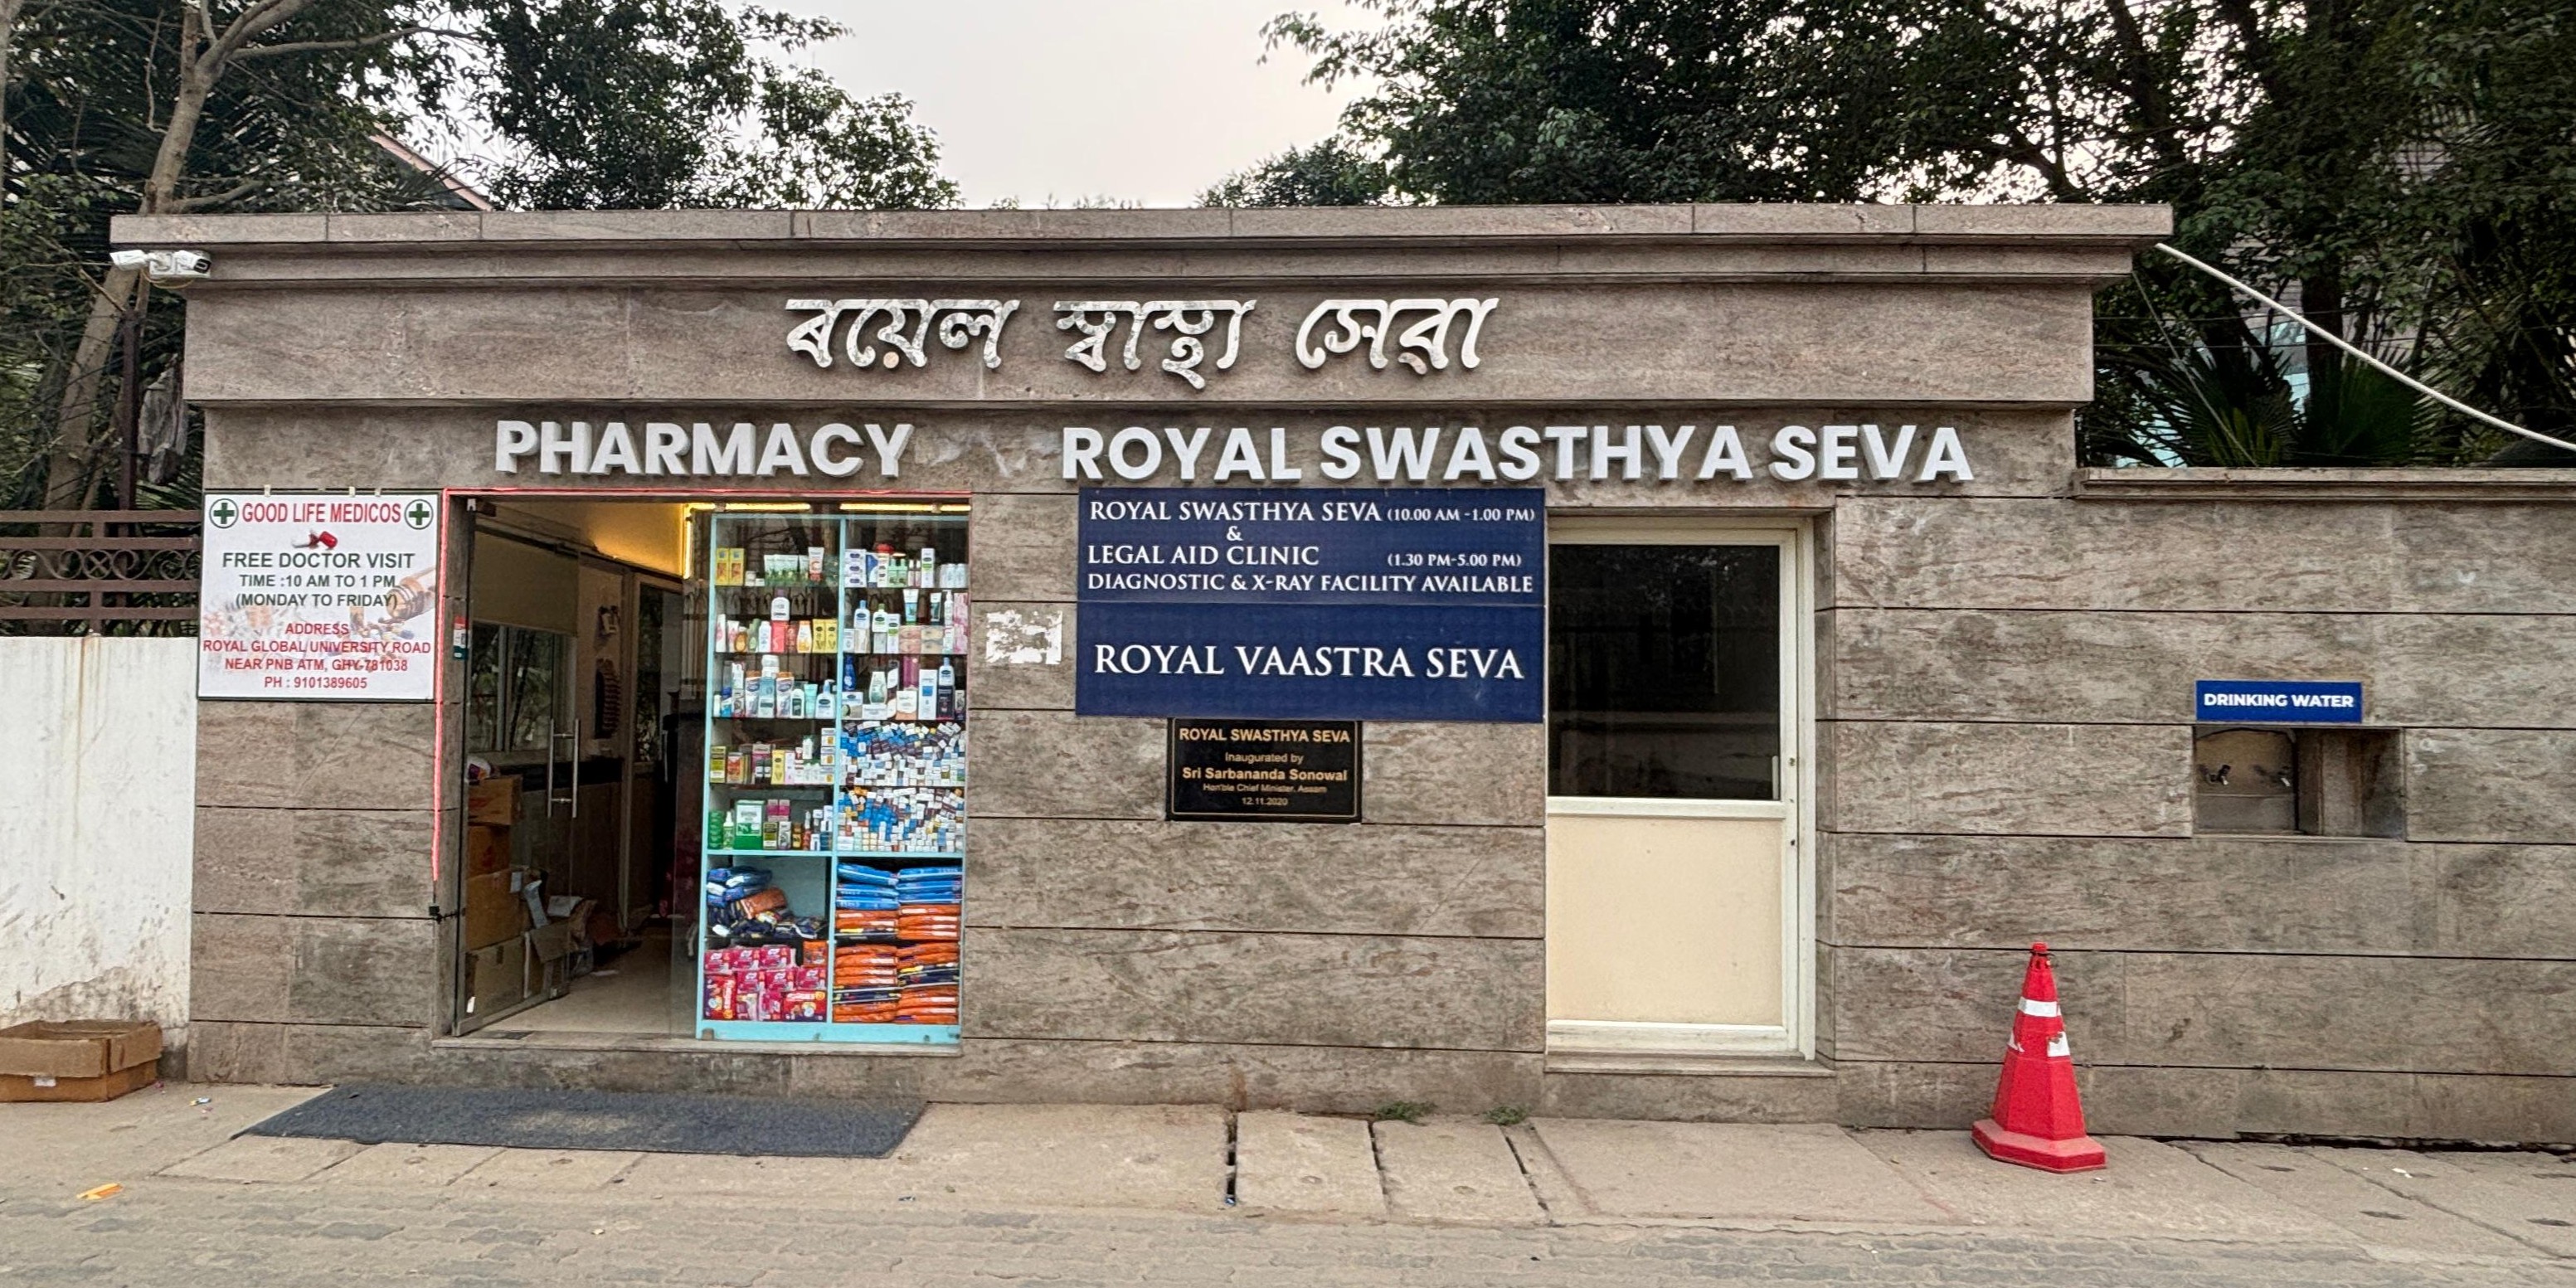 ৰয়েল স্বাস্থ্য সেৱা
PHARMACY
ROYAL SWASTHYA SEVA
GOOD LIFE MEDICOS
FREE DOCTOR VISIT
TIME :10 AM TO 1 PM
(MONDAY TO FRIDAY)
ADDRESS
ROYAL GLOBAL UNIVERSITY ROAD
NEAR PNB ATM, GHY-781038
PH : 9101389605
ROYAL SWASTHYA SEVA (10.00 AM -1.00 PM)
&
LEGAL AID CLINIC (1.30 PM-5.00 PM)
DIAGNOSTIC & X-RAY FACILITY AVAILABLE
ROYAL VAASTRA SEVA
ROYAL SWASTHYA SEVA
Inaugurated by
Sri Sarbananda Sonowal
Hon'ble Chief Minister, Assam
12.11.2020
DRINKING WATER